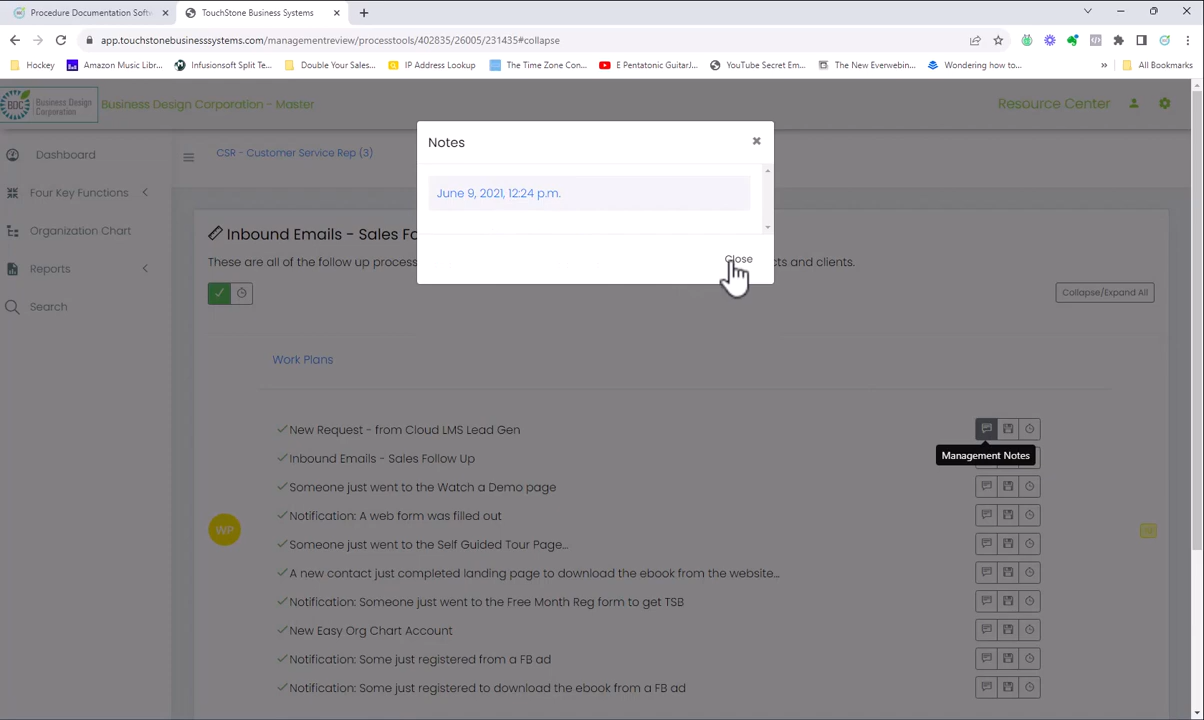 Procedure Documentation Softw
TouchStone Business Systems
app.touchstonebusinesssystems.com/managementreview/processtools/402835/26005/231435#collapse
Hockey
Amazon Music Libr...
Infusionsoft Split Te...
Double Your Sales...
IP Address Lookup
The Time Zone Con...
E Pentatonic GuitarJ...
YouTube Secret Em...
The New Everwebin...
Wondering how to...
All Bookmarks
BDC
Business Design Corporation
Business Design Corporation - Master
Resource Center
Dashboard
Four Key Functions
Organization Chart
Reports
Search
CSR - Customer Service Rep (3)
Notes
June 9, 2021, 12:24 p.m.
Close
Inbound Emails - Sales Fo
These are all of the follow up proces
cts and clients.
Collapse/Expand All
Work Plans
New Request - from Cloud LMS Lead Gen
Management Notes
Inbound Emails - Sales Follow Up
Someone just went to the Watch a Demo page
Notification: A web form was filled out
WP
Someone just went to the Self Guided Tour Page...
A new contact just completed landing page to download the ebook from the website...
Notification: Someone just went to the Free Month Reg form to get TSB
New Easy Org Chart Account
Notification: Some just registered from a FB ad
Notification: Some just registered to download the ebook from a FB ad